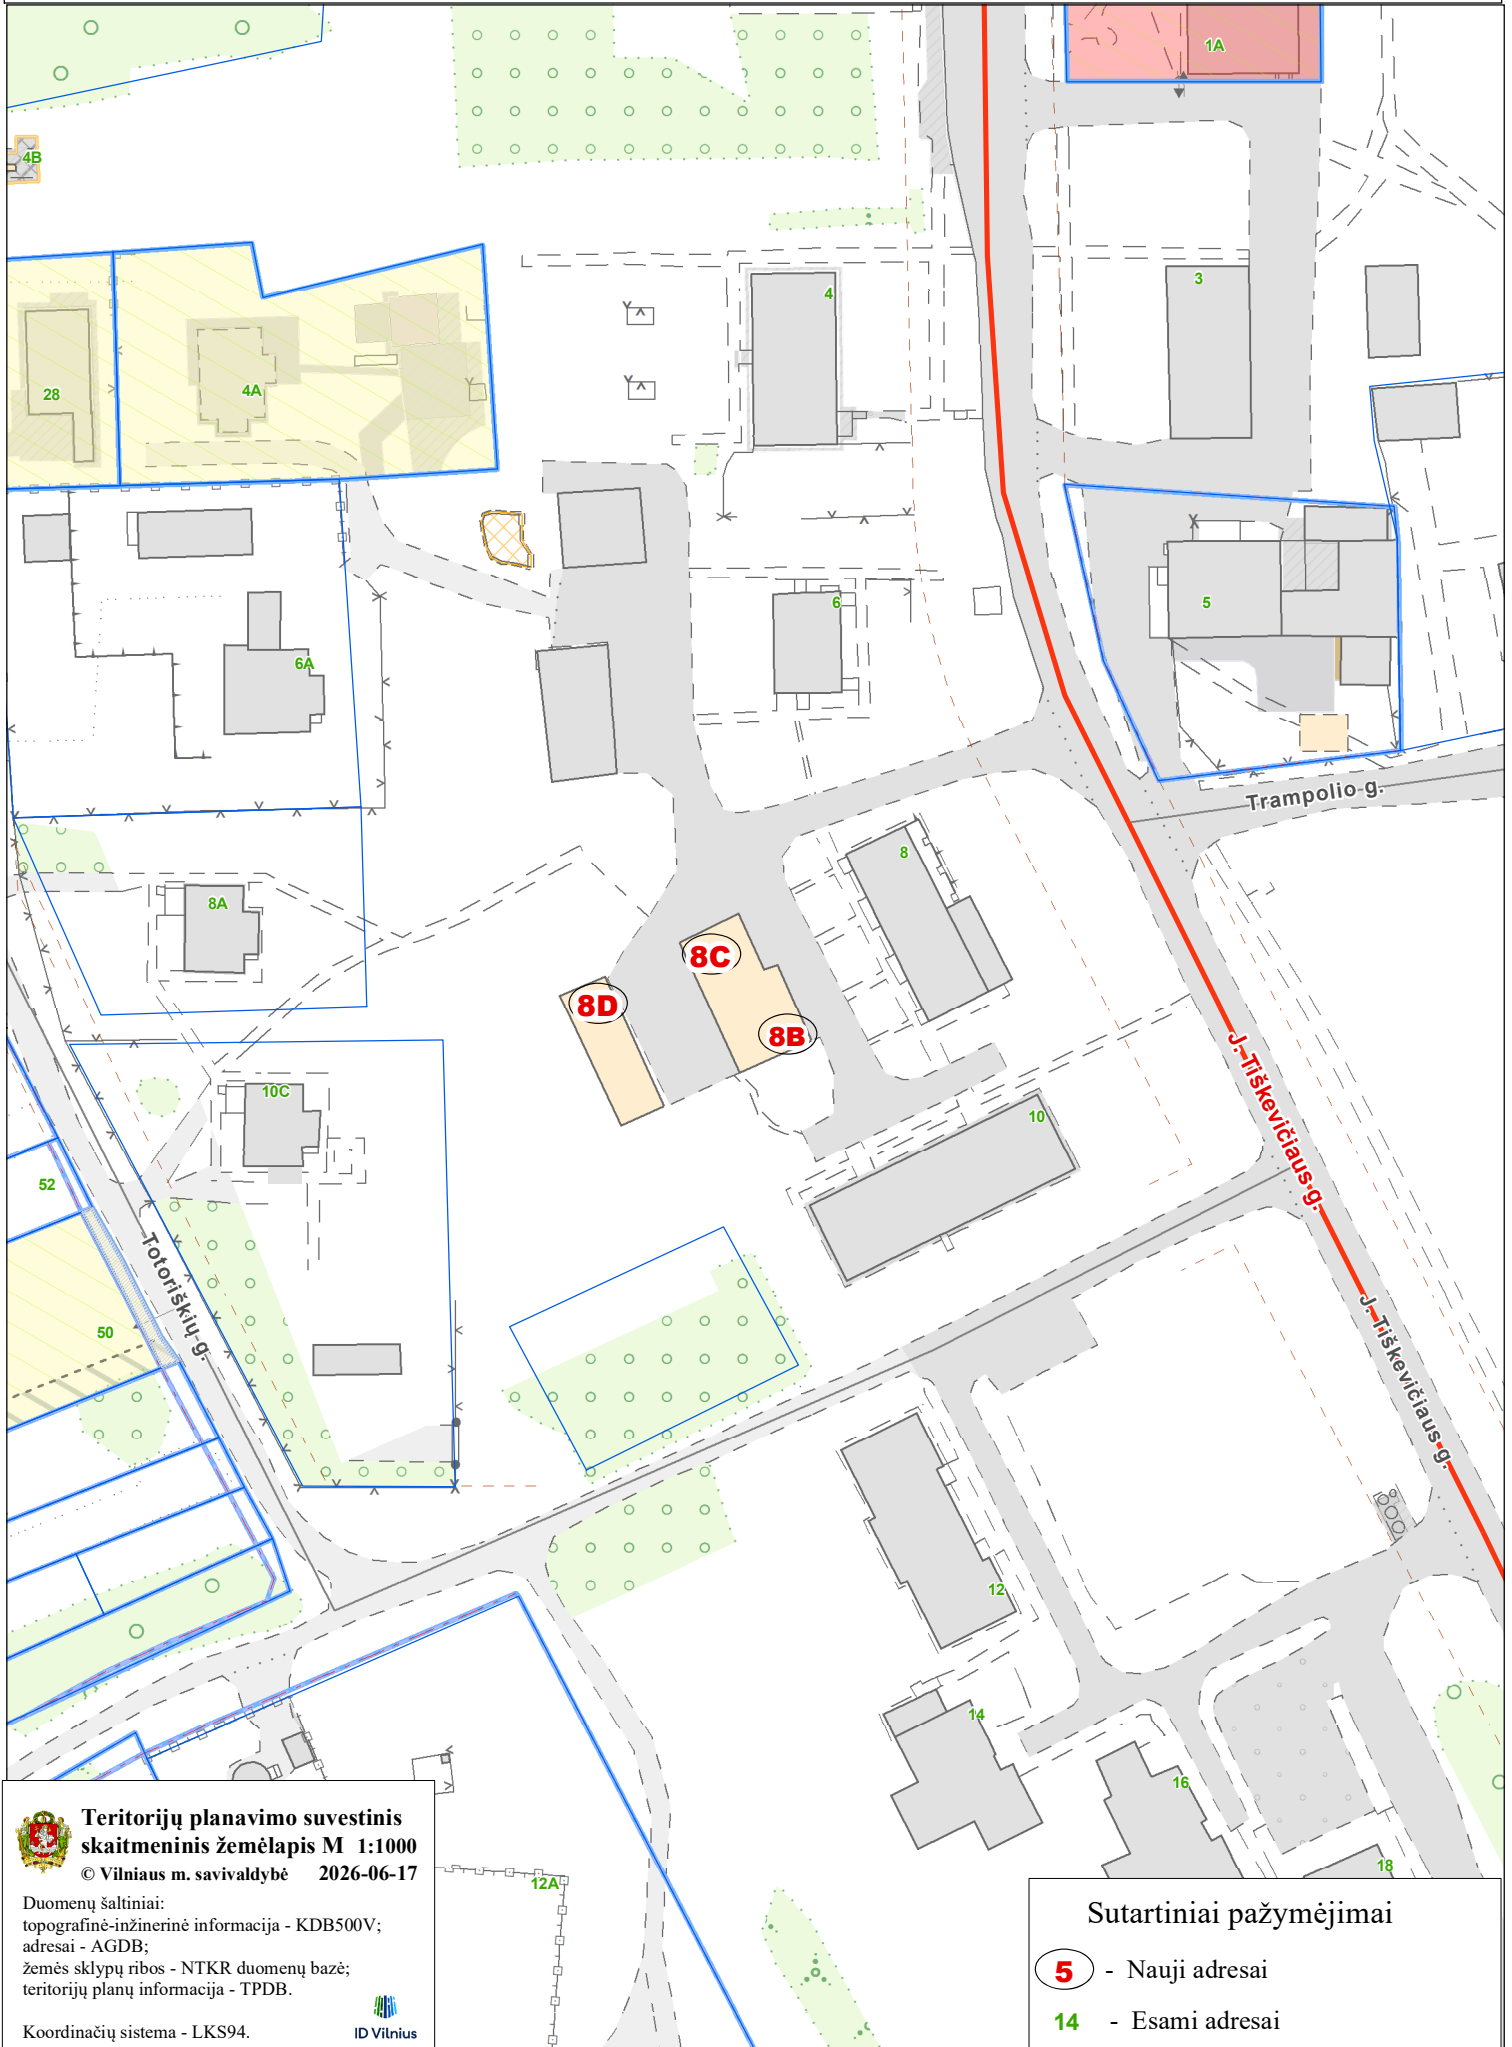 1A
4B
4
3
28
4A
6
5
6A
Trampolio g.
8
8A
8C
8D
8B
J. Tiškevičiaus g.
10C
10
52
Totoriškių g.
50
J. Tiškevičiaus g.
12
14
16
18
12A
Teritorijų planavimo suvestinis
skaitmeninis žemėlapis M 1:1000
© Vilniaus m. savivaldybė 2026-06-17
Duomenų šaltiniai:
topografinė-inžinerinė informacija - KDB500V;
adresai - AGDB;
žemės sklypų ribos - NTKR duomenų bazė;
teritorijų planų informacija - TPDB.
Koordinačių sistema - LKS94.
ID Vilnius
Sutartiniai pažymėjimai
5 - Nauji adresai
14 - Esami adresai